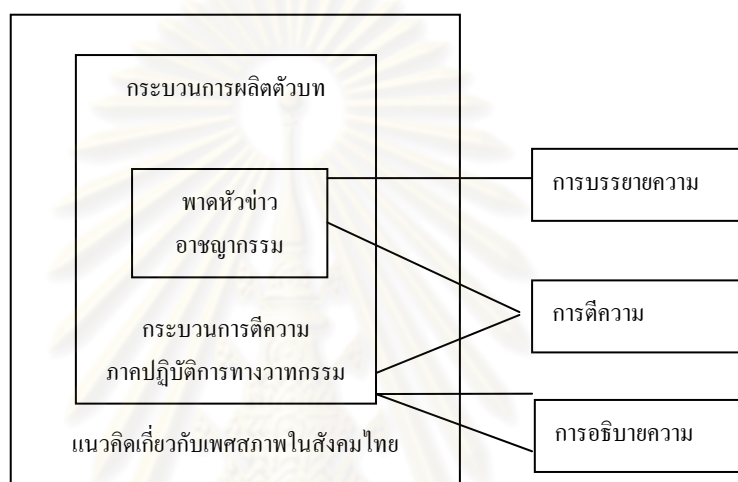 กระบวนการผลิตตัวบท
พาดหัวข่าว
อาชญากรรม
กระบวนการตีความ
ภาคปฏิบัติการทางวาทกรรม
แนวคิดเกี่ยวกับเพศสภาพในสังคมไทย
การบรรยายความ
การตีความ
การอธิบายความ